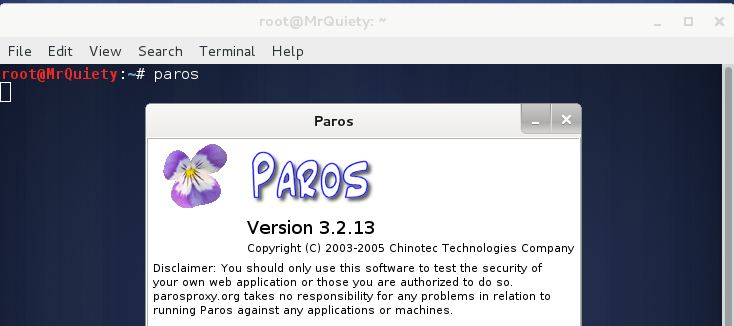 root@MrQuiety: ~
File Edit View Search Terminal Help
root@MrQuiety:~# paros
Paros
PAROS
Version 3.2.13
Copyright (C) 2003-2005 Chinotec Technologies Company
Disclaimer: You should only use this software to test the security of
your own web application or those you are authorized to do so.
parosproxy.org takes no responsibility for any problems in relation to
running Paros against any applications or machines.